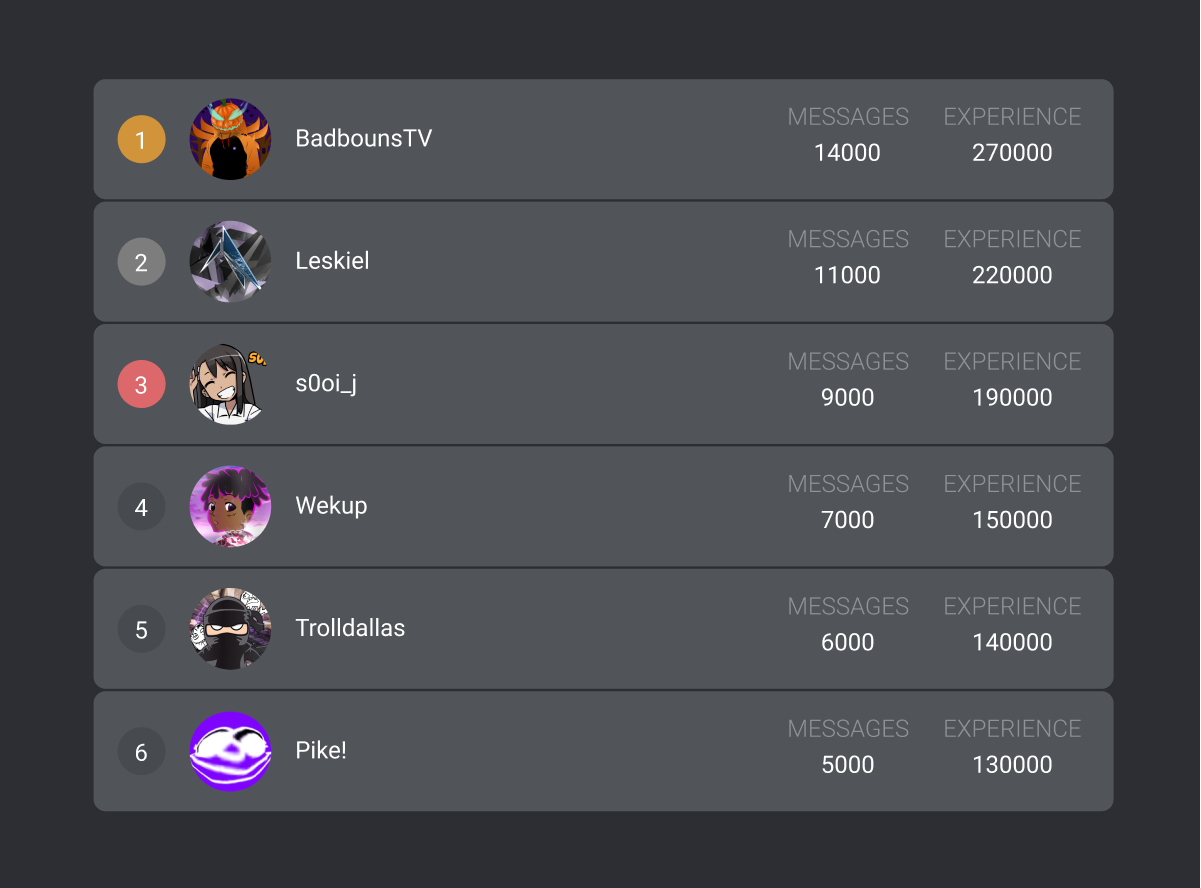 1 BadbounsTV MESSAGES EXPERIENCE
14000 270000
2 Leskiel MESSAGES EXPERIENCE
11000 220000
3 s0oi_j MESSAGES EXPERIENCE
9000 190000
4 Wekup MESSAGES EXPERIENCE
7000 150000
5 Trolldallas MESSAGES EXPERIENCE
6000 140000
6 Pike! MESSAGES EXPERIENCE
5000 130000